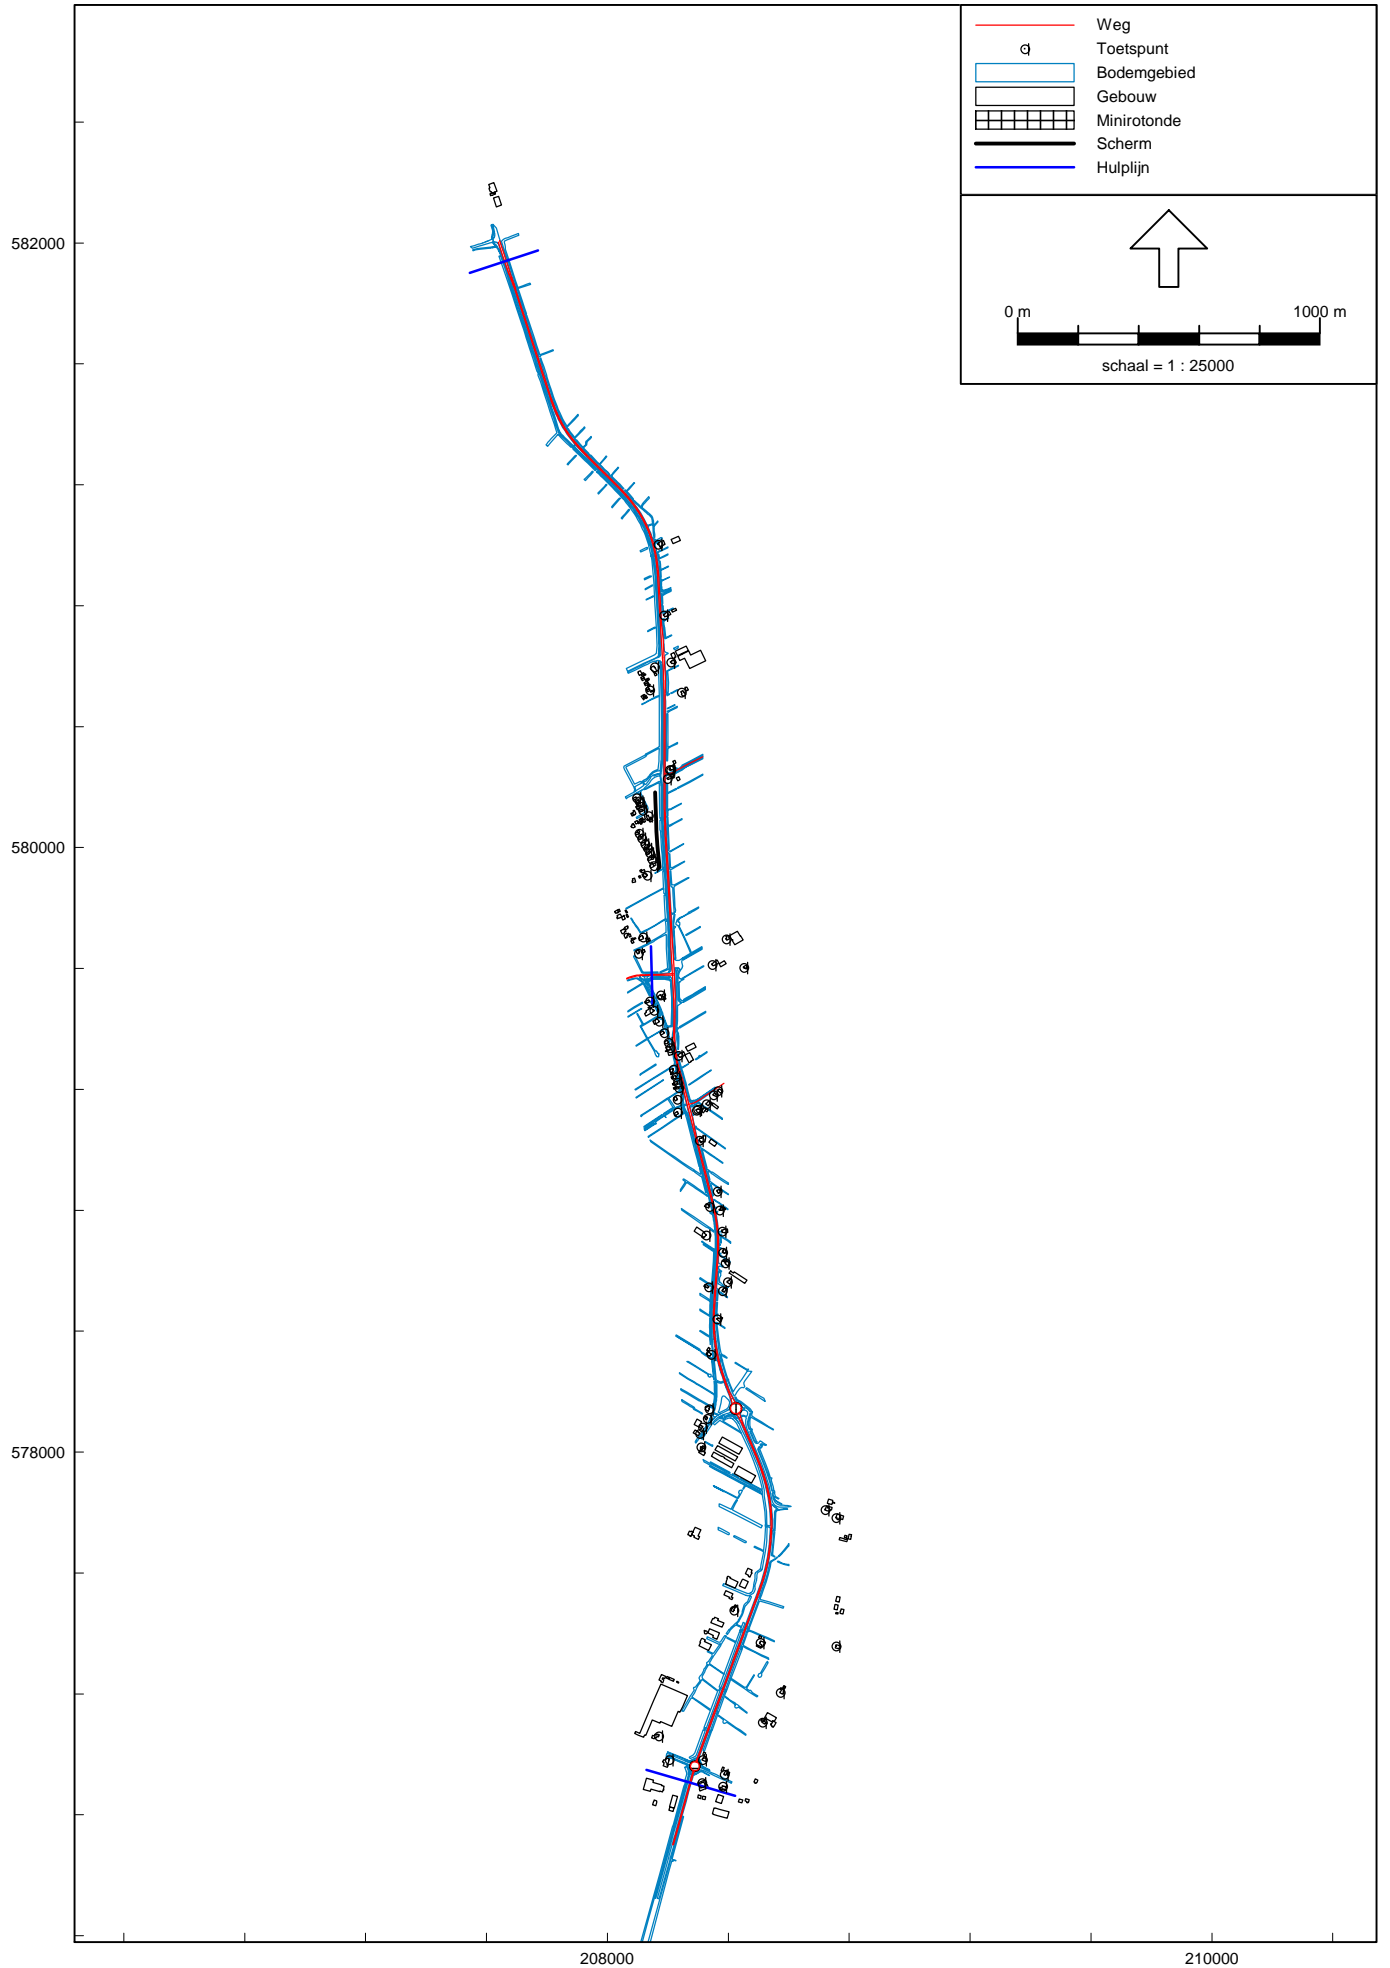 Weg
Toetspunt
Bodemgebied
Gebouw
Minirotonde
Scherm
Hulplijn
0 m 1000 m
schaal = 1 : 25000
582000
580000
578000
208000 210000